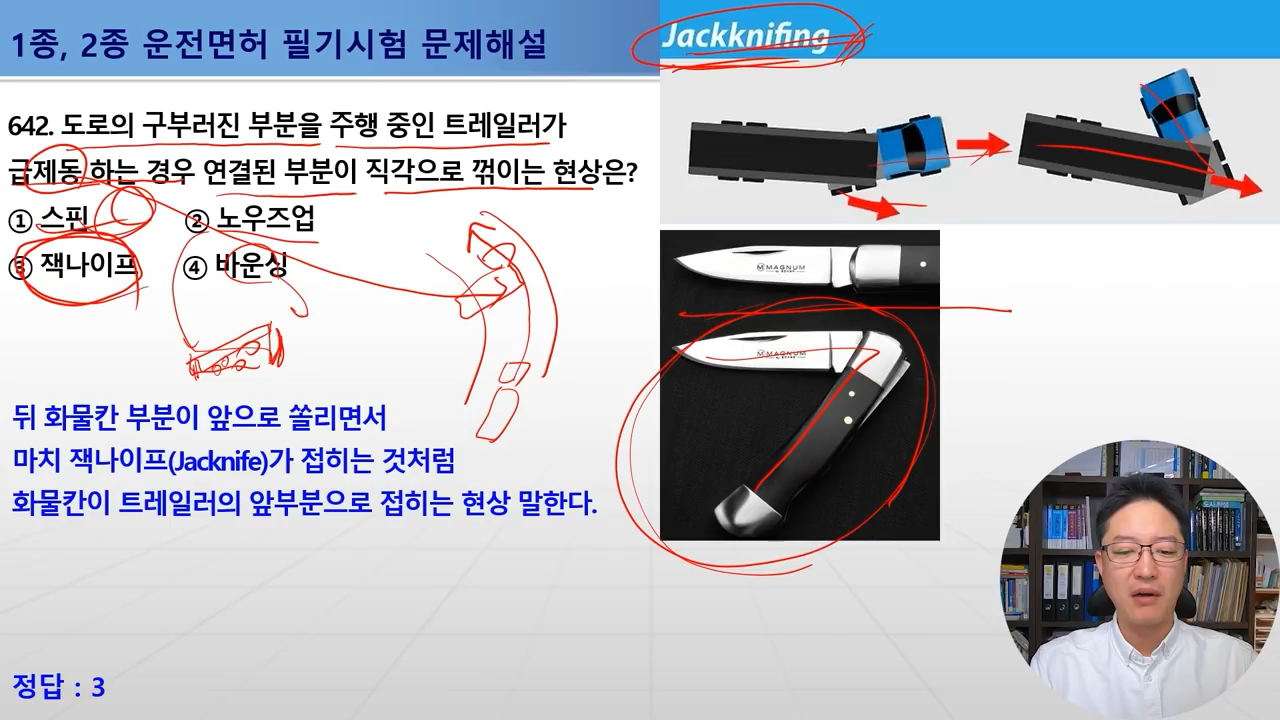 1종, 2종 운전면허 필기시험 문제해설
Jackknifing
642. 도로의 구부러진 부분을 주행 중인 트레일러가
급제동 하는 경우 연결된 부분이 직각으로 꺾이는 현상은?
① 스핀 ② 노우즈업
③ 잭나이프 ④ 바운싱
MAGNUM
MAGNUM
뒤 화물칸 부분이 앞으로 쏠리면서
마치 잭나이프(Jacknife)가 접히는 것처럼
화물칸이 트레일러의 앞부분으로 접히는 현상 말한다.
정답 : 3